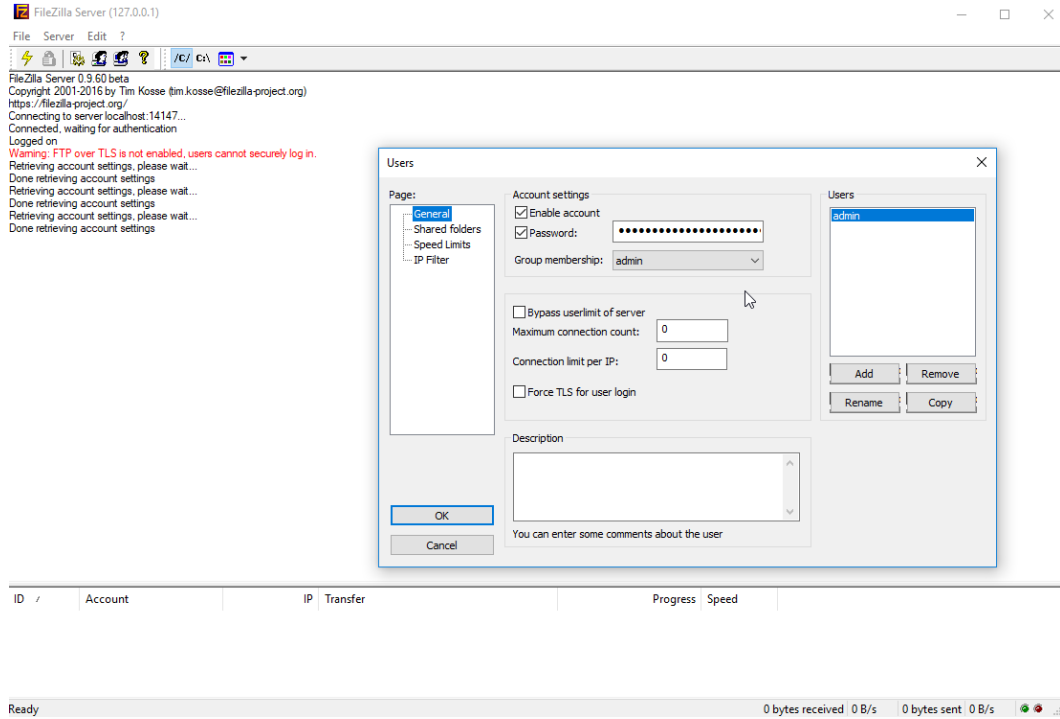 FileZilla Server (127.0.0.1)
File Server Edit ?
/C/ C:\
FileZilla Server 0.9.60 beta
Copyright 2001-2016 by Tim Kosse (tim.kosse@filezilla-project.org)
https://filezilla-project.org/
Connecting to server localhost:14147...
Connected, waiting for authentication
Logged on
Warning: FTP over TLS is not enabled, users cannot securely log in.
Retrieving account settings, please wait...
Done retrieving account settings
Retrieving account settings, please wait...
Done retrieving account settings
Retrieving account settings, please wait...
Done retrieving account settings
Users
Page:
General
Shared folders
Speed Limits
IP Filter
OK
Cancel
Account settings
Enable account
Password:
Group membership: admin
Bypass userlimit of server
Maximum connection count: 0
Connection limit per IP: 0
Force TLS for user login
Description
You can enter some comments about the user
Users
admin
Add Remove
Rename Copy
ID / Account IP Transfer Progress Speed
Ready 0 bytes received 0 B/s 0 bytes sent 0 B/s